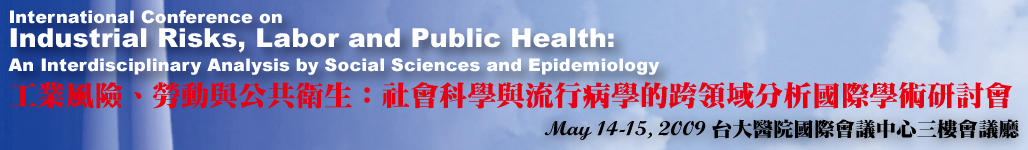 International Conference on
Industrial Risks, Labor and Public Health:
An Interdisciplinary Analysis by Social Sciences and Epidemiology
工業風險、勞動與公共衛生：社會科學與流行病學的跨領域分析國際學術研討會
May 14-15, 2009 台大醫院國際會議中心三樓會議廳